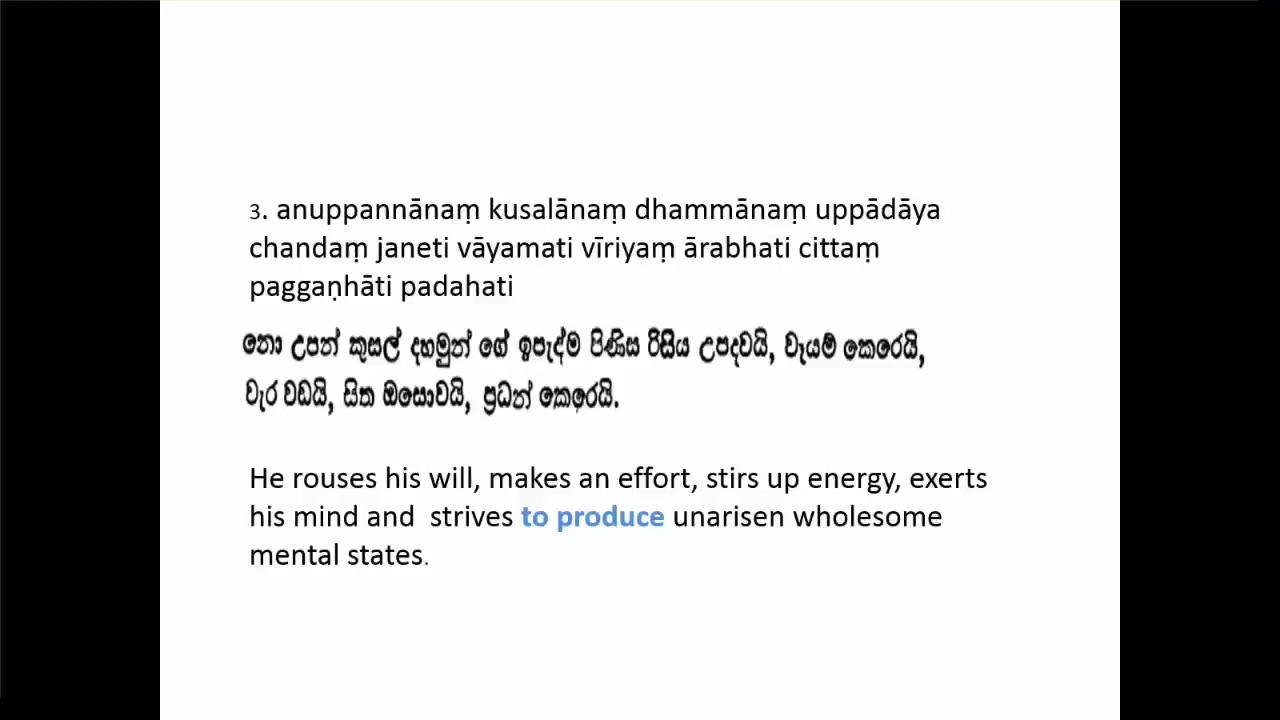 3. anuppannānaṃ kusalānaṃ dhammānaṃ uppādāya
chandaṃ janeti vāyamati vīriyaṃ ārabhati cittaṃ
paggaṇhāti padahati
නො උපන් කුසල් දහමුන් ගේ ඉපැද්ම පිණිස රිසිය උපදවයි, වෑයම් කෙරෙයි,
වැර වඩයි, සිත ඔසොවයි, ප්‍රධන් කෙරෙයි.
He rouses his will, makes an effort, stirs up energy, exerts
his mind and  strives to produce unarisen wholesome
mental states.